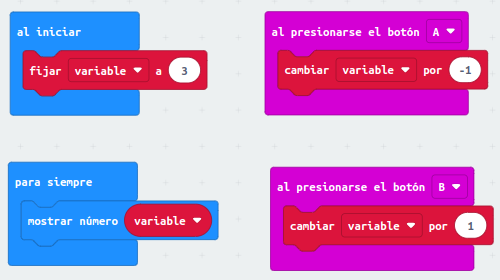 al iniciar
fijar variable a 3
al presionarse el botón A
cambiar variable por -1
para siempre
mostrar número variable
al presionarse el botón B
cambiar variable por 1